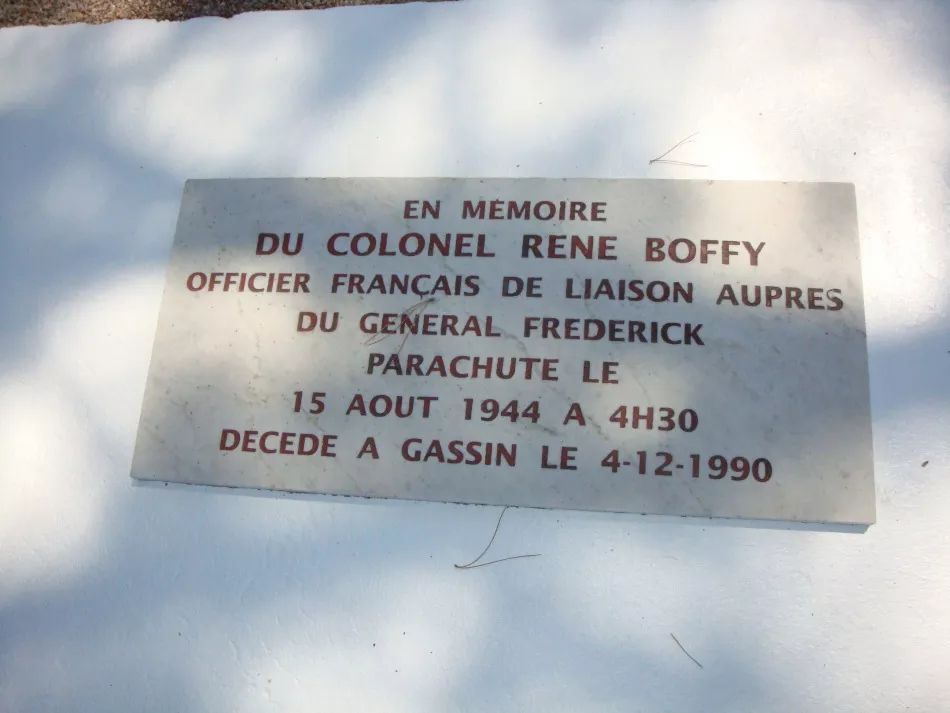 EN MÉMOIRE
DU COLONEL RENE BOFFY
OFFICIER FRANÇAIS DE LIAISON AUPRES
DU GENERAL FREDERICK
PARACHUTE LE
15 AOUT 1944 A 4H30
DECEDE A GASSIN LE 4-12-1990